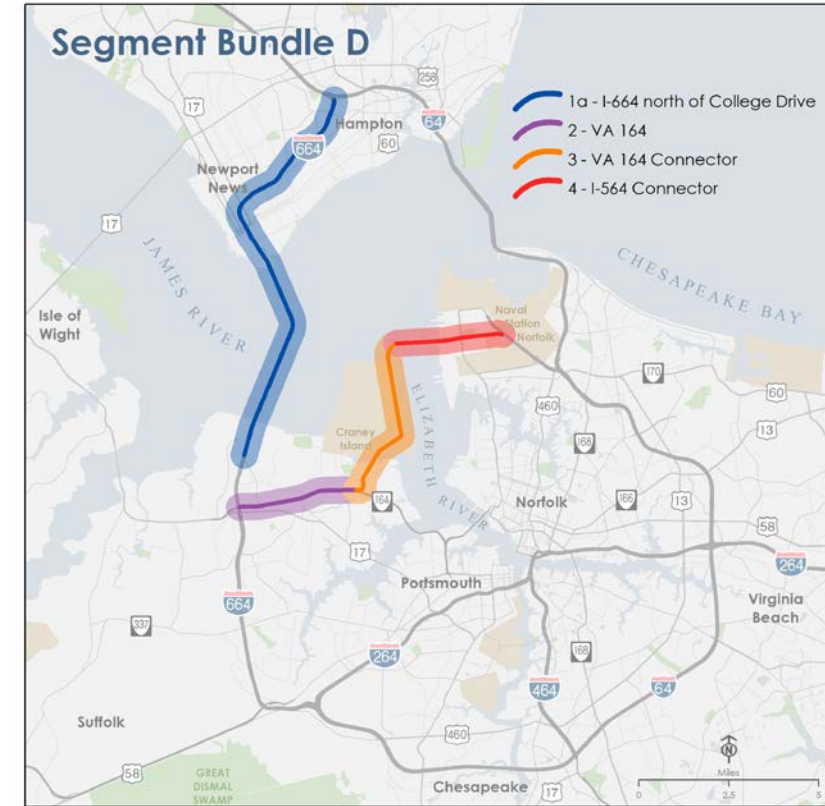 Segment Bundle D
1a - I-664 north of College Drive
2 - VA 164
3 - VA 164 Connector
4 - I-564 Connector
17
258
64
Hampton
60
664
Newport
News
17
JAMES RIVER
CHESAPEAKE BAY
Isle of
Wight
Naval
Station
Norfolk
170
60
460
13
168
Craney
Island
ELIZABETH RIVER
164
Norfolk
166
13
17
58
264
Portsmouth
664
Virginia
Beach
337
264
168
464
64
Suffolk
460
58
GREAT
DISMAL
SWAMP
Chesapeake
17
N
Miles
0 2.5 5